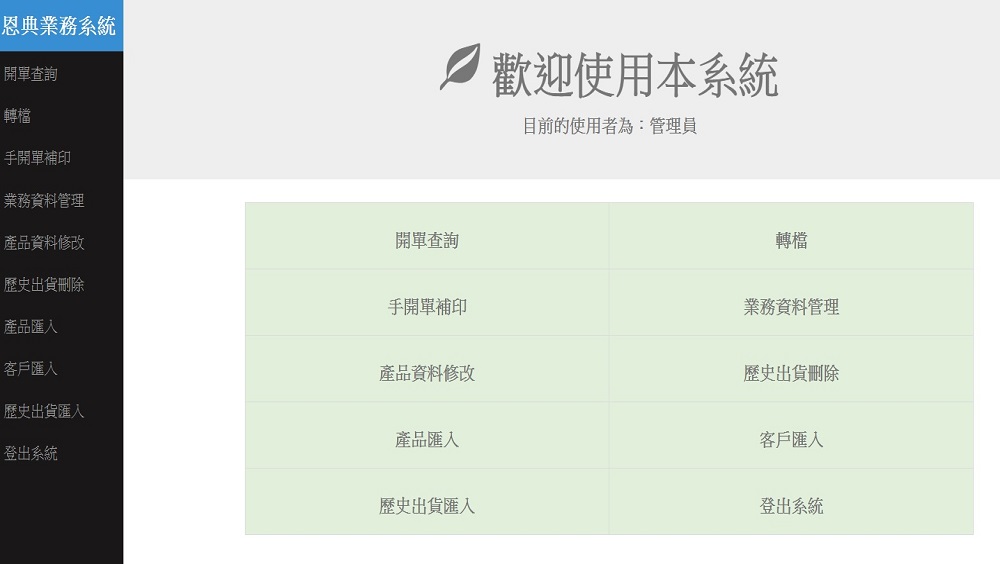 恩典業務系統
開單查詢
轉檔
手開單補印
業務資料管理
產品資料修改
歷史出貨刪除
產品匯入
客戶匯入
歷史出貨匯入
登出系統
歡迎使用本系統
目前的使用者為：管理員
開單查詢 轉檔
手開單補印 業務資料管理
產品資料修改 歷史出貨刪除
產品匯入 客戶匯入
歷史出貨匯入 登出系統